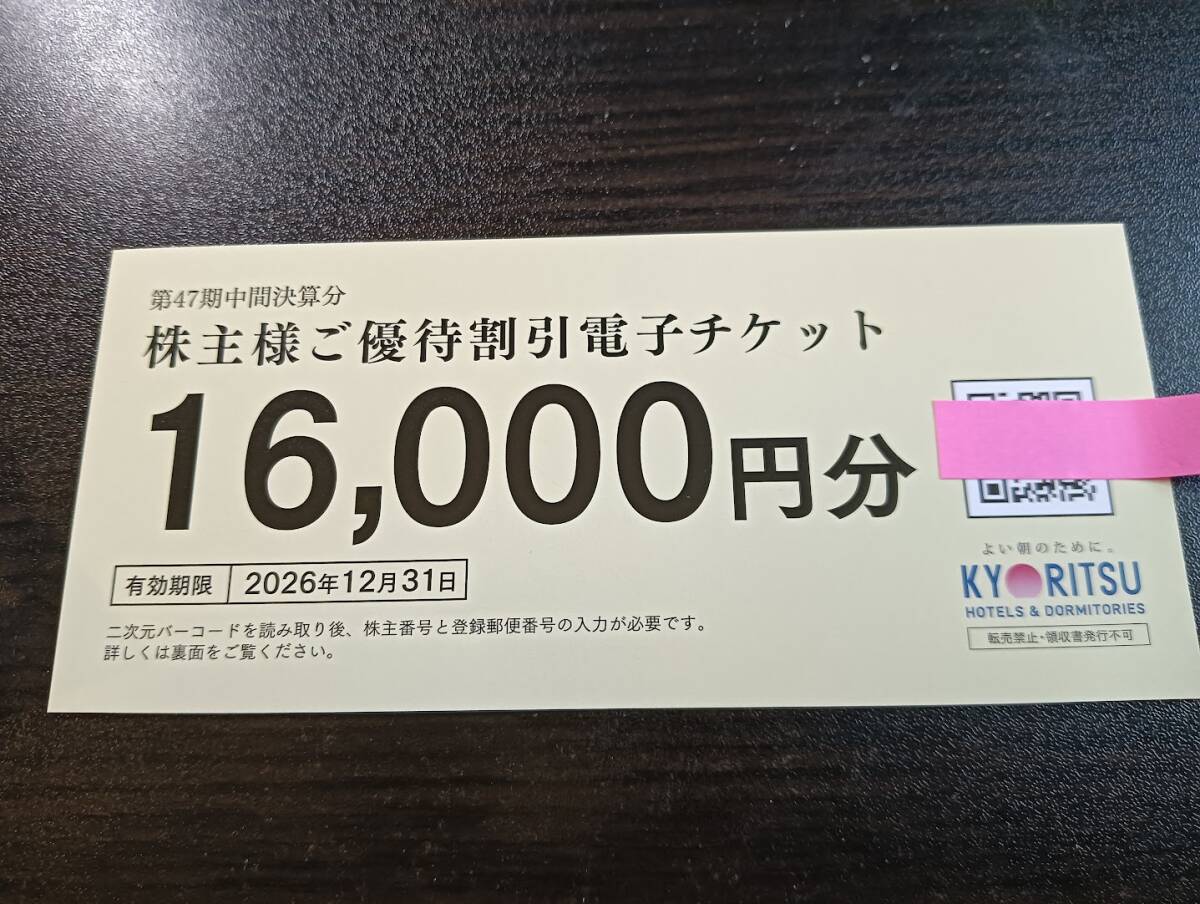 第47期中間決算分
株主様ご優待割引電子チケット
16,000円分
有効期限 2026年12月31日
二次元バーコードを読み取り後、株主番号と登録郵便番号の入力が必要です。
詳しくは裏面をご覧ください。
よい朝のために。
KYORITSU
HOTELS & DORMITORIES
転売禁止・領収書発行不可